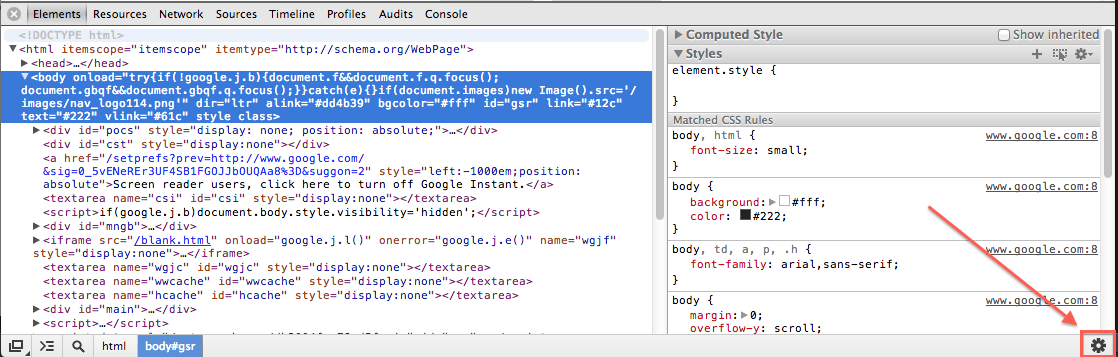 Elements Resources Network Sources Timeline Profiles Audits Console
<!DOCTYPE html>
<html itemscope="itemscope" itemtype="http://schema.org/WebPage">
<head>…</head>
<body onload="try{if(!google.j.b){document.f&&document.f.q.focus();
document.gbqf&&document.gbqf.q.focus();}}catch(e){}if(document.images)new Image().src='/
images/nav_logo114.png'" dir="ltr" alink="#dd4b39" bgcolor="#fff" id="gsr" link="#12c"
text="#222" vlink="#61c" style class>
<div id="pocs" style="display: none; position: absolute;">…</div>
<div id="cst" style="display:none"></div>
<a href="/setprefs?prev=http://www.google.com/
&sig=0_5vENeREr3UF4SB1FGOJJbOUQAa8%3D&suggon=2" style="left:-1000em;position:
absolute">Screen reader users, click here to turn off Google Instant.</a>
<textarea name="csi" id="csi" style="display:none"></textarea>
<script>if(google.j.b)document.body.style.visibility='hidden';</script>
<div id="mngb">…</div>
<iframe src="/blank.html" onload="google.j.l()" onerror="google.j.e()" name="wgjf"
style="display:none">…</iframe>
<textarea name="wgjc" id="wgjc" style="display:none"></textarea>
<textarea name="wwcache" id="wwcache" style="display:none"></textarea>
<textarea name="hcache" id="hcache" style="display:none"></textarea>
<div id="main">…</div>
<script>…</script>
html body#gsr
Computed Style Show inherited
Styles
element.style {
}
Matched CSS Rules
body, html { www.google.com:8
font-size: small;
}
body { www.google.com:8
background: #fff;
color: #222;
}
body, td, a, p, .h { www.google.com:8
font-family: arial,sans-serif;
}
body { www.google.com:8
margin: 0;
overflow-y: scroll;